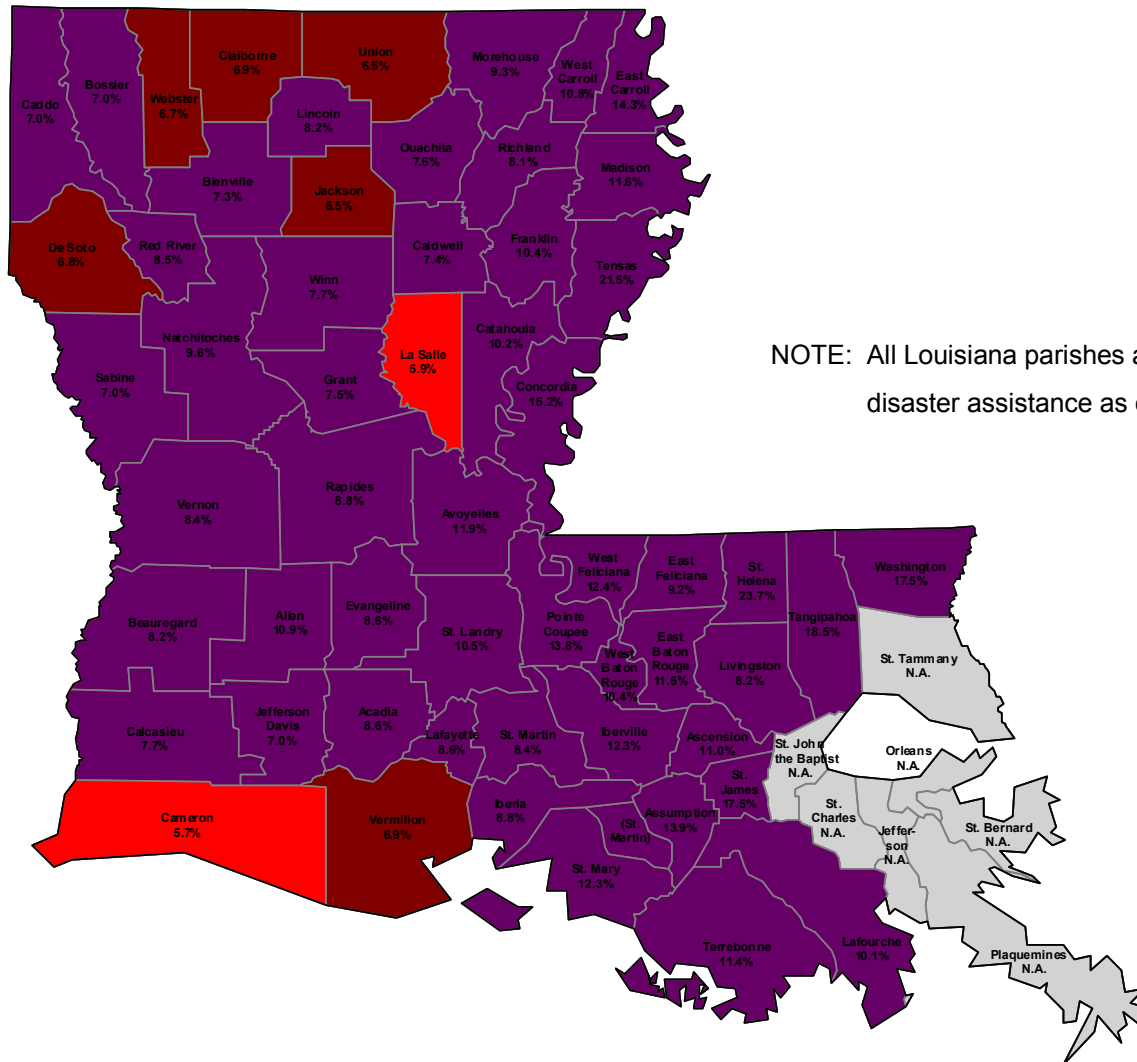 Caddo
7.0%
Bossier
7.0%
Webster
6.7%
Claiborne
6.9%
Union
6.5%
Morehouse
9.3%
West
Carroll
10.8%
East
Carroll
14.3%
Lincoln
8.2%
Ouachita
7.6%
Richland
8.1%
Madison
11.6%
Bienville
7.3%
Jackson
6.5%
De Soto
6.8%
Red River
8.5%
Caldwell
7.4%
Franklin
10.4%
Tensas
21.5%
Winn
7.7%
Natchitoches
9.6%
La Salle
5.9%
Catahoula
10.2%
Sabine
7.0%
Grant
7.5%
Concordia
15.2%
NOTE: All Louisiana parishes a
disaster assistance as
Vernon
8.4%
Rapides
8.8%
Avoyelles
11.9%
West
Feliciana
12.4%
East
Feliciana
9.2%
St.
Helena
23.7%
Washington
17.5%
Beauregard
8.2%
Allen
10.9%
Evangeline
8.6%
St. Landry
10.5%
Pointe
Coupee
13.8%
West
Baton
Rouge
10.4%
East
Baton
Rouge
11.6%
Livingston
8.2%
Tangipahoa
18.5%
St. Tammany
N.A.
Calcasieu
7.7%
Jefferson
Davis
7.0%
Acadia
8.6%
Lafayette
8.6%
St. Martin
8.4%
Iberville
12.3%
Ascension
11.0%
St. John
the Baptist
N.A.
Orleans
N.A.
Cameron
5.7%
Vermilion
6.9%
Iberia
8.8%
(St.
Martin)
Assumption
13.9%
St.
James
17.5%
St.
Charles
N.A.
Jeffer-
son
N.A.
St. Bernard
N.A.
St. Mary
12.3%
Terrebonne
11.4%
Lafourche
10.1%
Plaquemines
N.A.